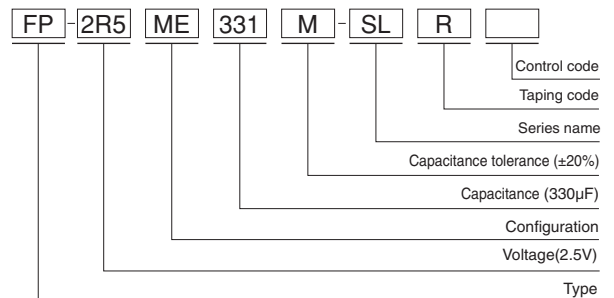 FP-2R5 ME 331 M-SL R
Control code
Taping code
Series name
Capacitance tolerance (±20%)
Capacitance (330μF)
Configuration
Voltage(2.5V)
Type